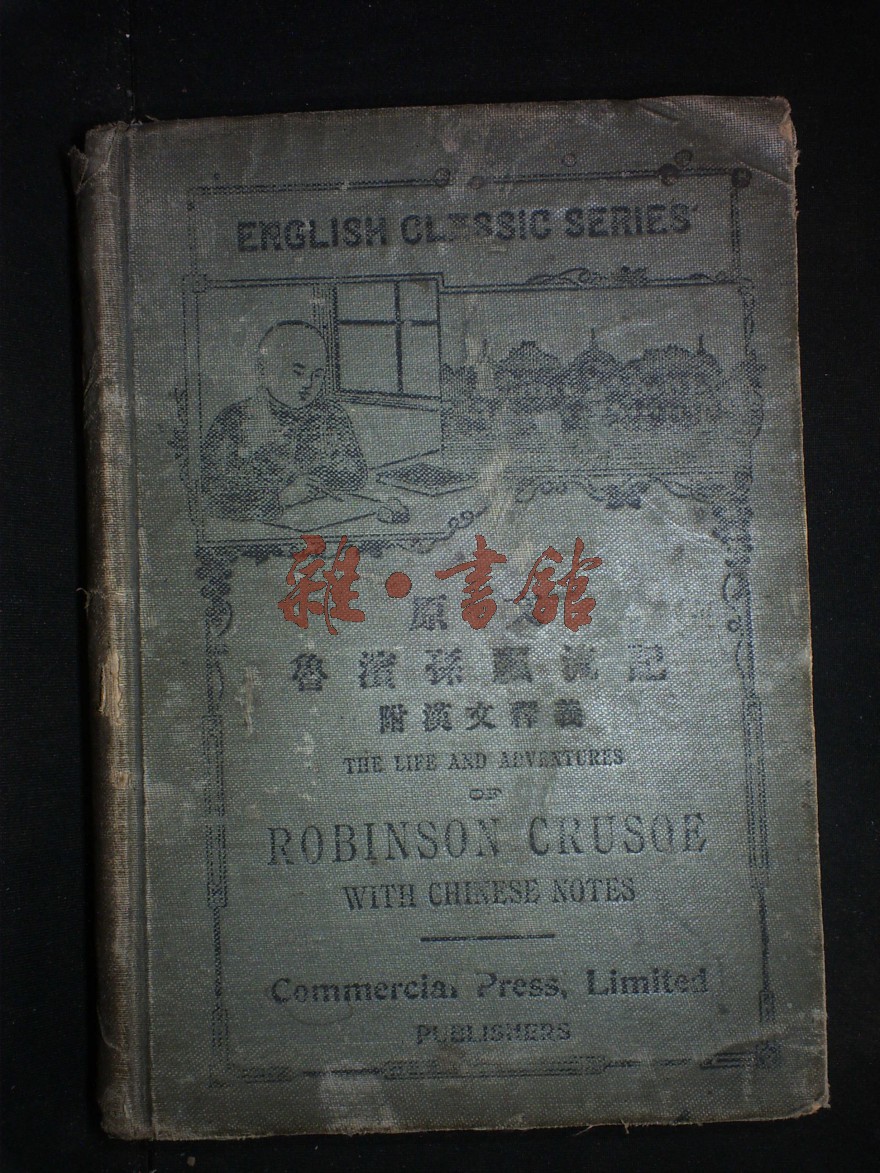 ENGLISH CLASSIC SERIES
雜·書館
原文
魯濱孫飄流記
附漢文釋義
THE LIFE AND ADVENTURES
OF
ROBINSON CRUSOE
WITH CHINESE NOTES
Commercial Press, Limited
PUBLISHERS